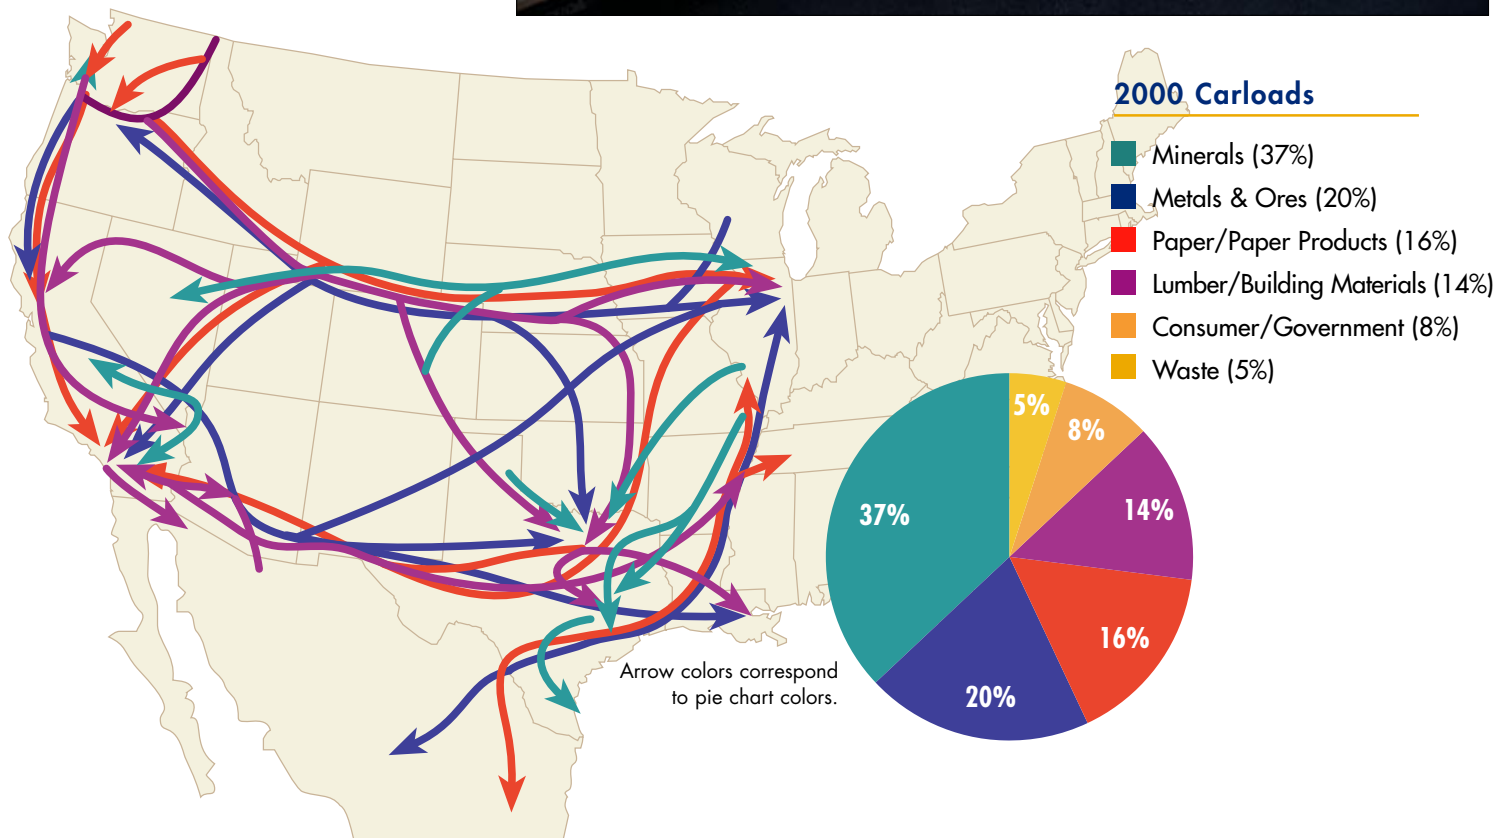 2000 Carloads
Minerals (37%)
Metals & Ores (20%)
Paper/Paper Products (16%)
Lumber/Building Materials (14%)
Consumer/Government (8%)
Waste (5%)
5%
8%
14%
37%
16%
20%
Arrow colors correspond
to pie chart colors.